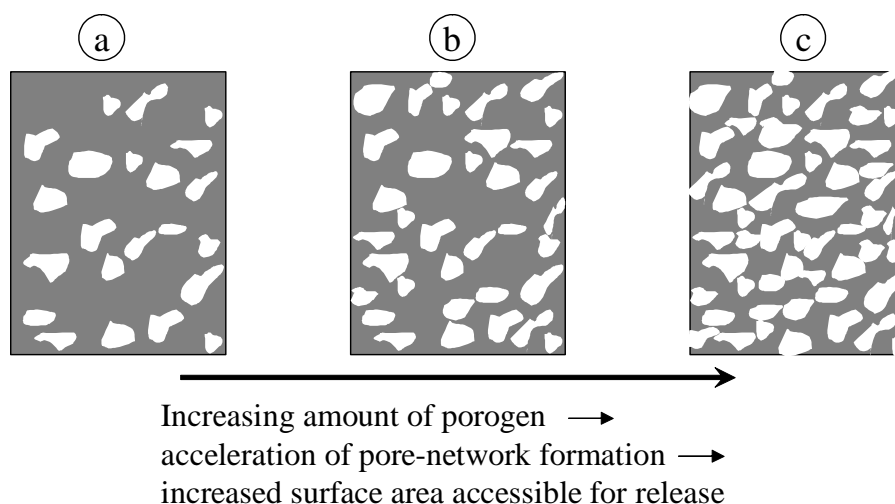 a b c
Increasing amount of porogen →
acceleration of pore-network formation →
increased surface area accessible for release